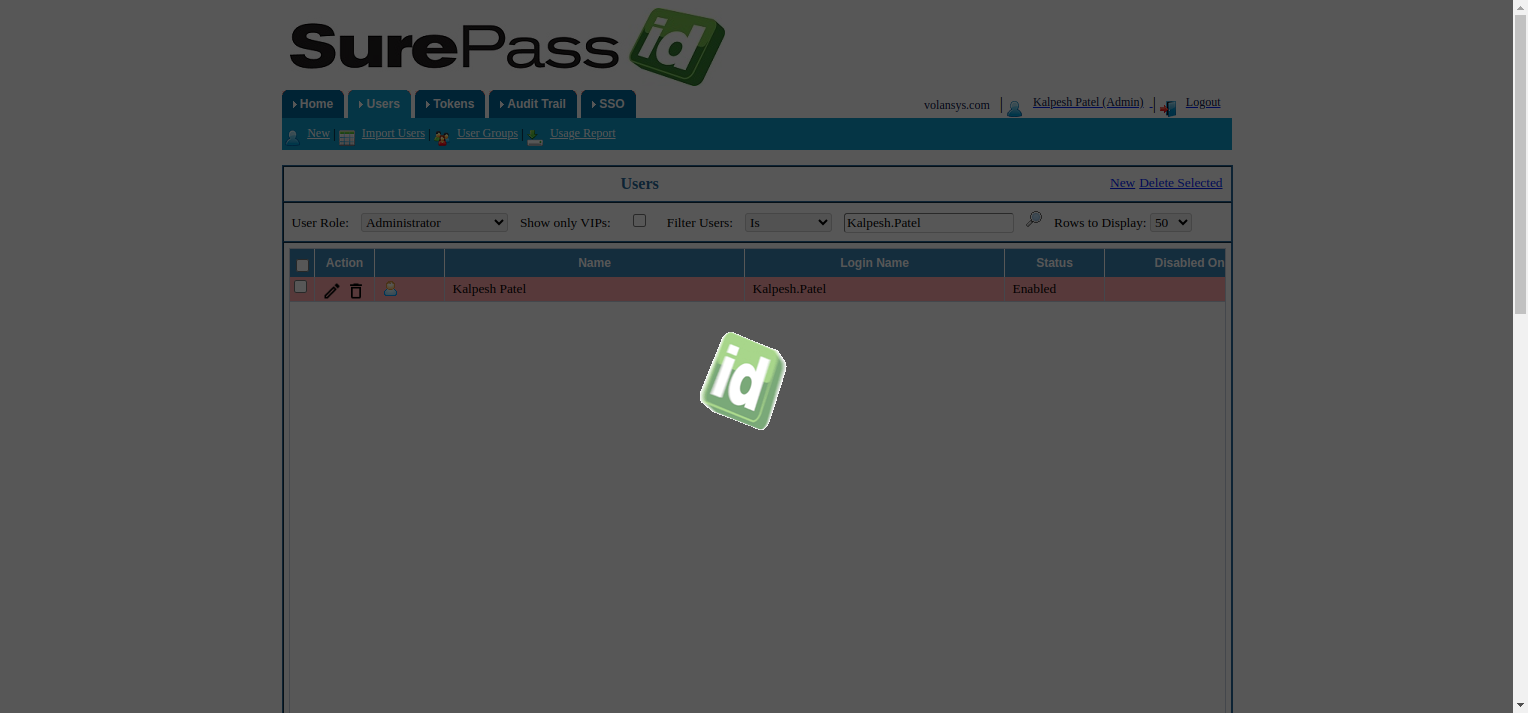 SurePass id
Home Users Tokens Audit Trail SSO volansys.com Kalpesh Patel (Admin) Logout
New Import Users User Groups Usage Report
Users New Delete Selected
User Role: Administrator Show only VIPs: Filter Users: Is Kalpesh.Patel Rows to Display: 50
Action Name Login Name Status Disabled On
Kalpesh Patel Kalpesh.Patel Enabled
id